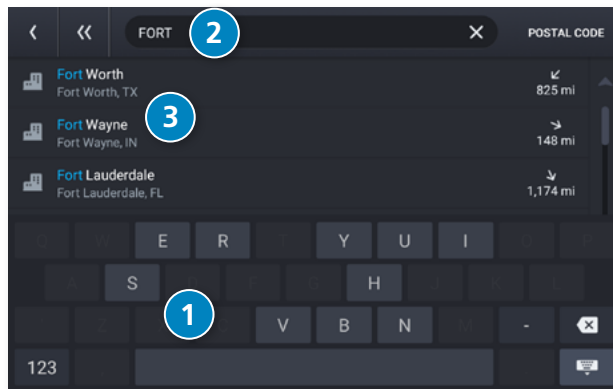 FORT
2
POSTAL CODE
Fort Worth
Fort Worth, TX
825 mi
3
Fort Wayne
Fort Wayne, IN
148 mi
Fort Lauderdale
Fort Lauderdale, FL
1,174 mi
Q W E R T Y U I O P
A S D F G H J K L
1
Z V B N M -
123 .